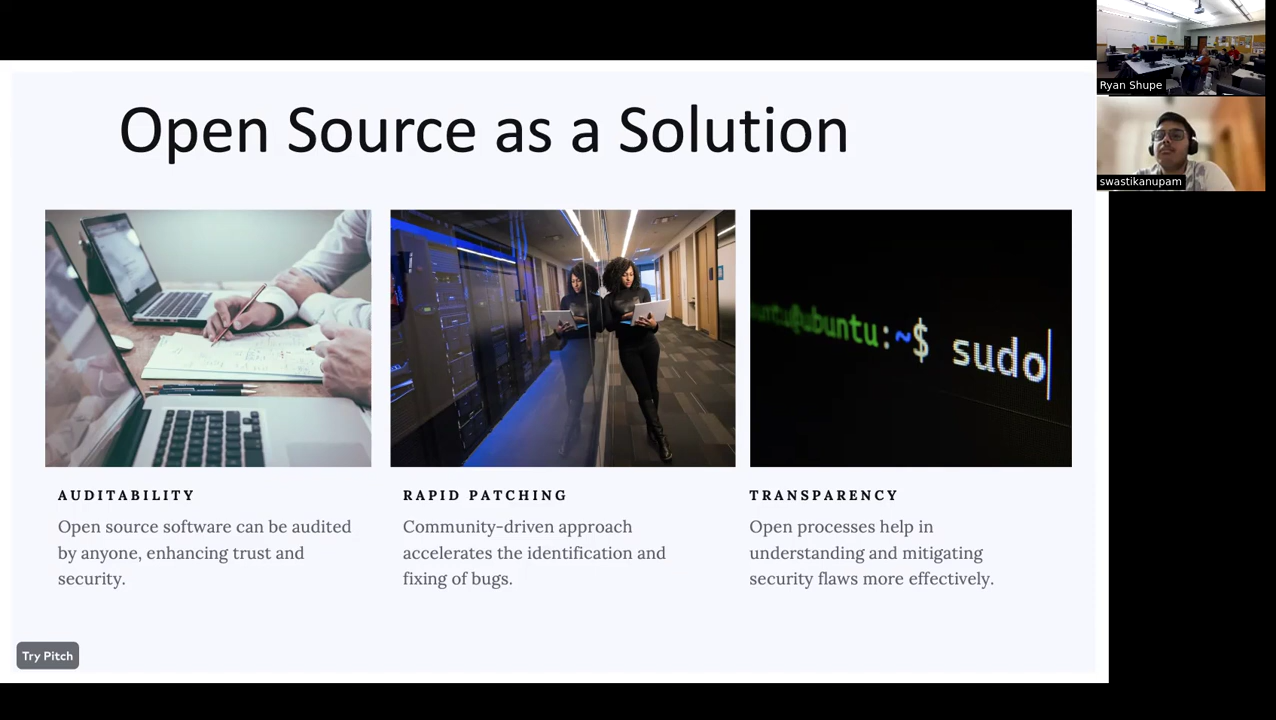 Open Source as a Solution
Ryan Shupe
swastikanupam
:~$ sudo
AUDITABILITY
Open source software can be audited
by anyone, enhancing trust and
security.
RAPID PATCHING
Community-driven approach
accelerates the identification and
fixing of bugs.
TRANSPARENCY
Open processes help in
understanding and mitigating
security flaws more effectively.
Try Pitch